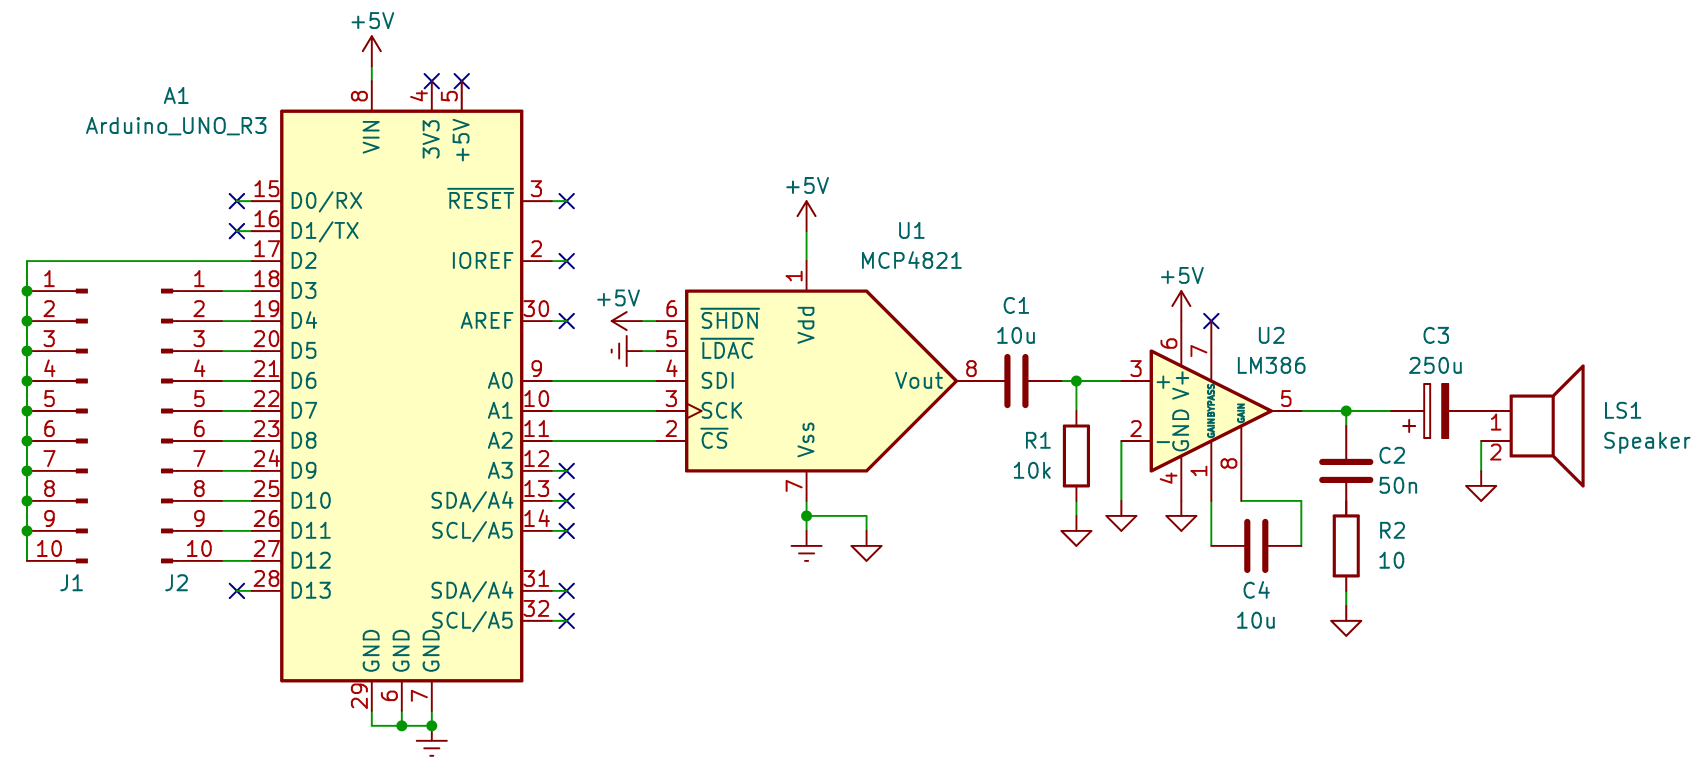 +5V
A1
Arduino_UNO_R3
8
4
5
VIN
3V3
+5V
15
D0/RX
16
D1/TX
17
D2
18
D3
19
D4
20
D5
21
D6
22
D7
23
D8
24
D9
25
D10
26
D11
27
D12
28
D13
RESET
3
IOREF
2
AREF
30
A0
9
A1
10
A2
11
A3
12
SDA/A4
13
SCL/A5
14
SDA/A4
31
SCL/A5
32
GND
GND
GND
29
6
7
1
2
3
4
5
6
7
8
9
10
J1
1
2
3
4
5
6
7
8
9
10
J2
+5V
U1
MCP4821
1
Vdd
+5V
6
SHDN
5
LDAC
4
SDI
3
SCK
2
CS
Vss
7
Vout
8
C1
10u
R1
10k
+5V
U2
LM386
6
7
3
+
V+
BYPASS
2
-
GND
GAIN
GAIN
4
1
8
5
C4
10u
C3
250u
+
C2
50n
R2
10
1
2
LS1
Speaker